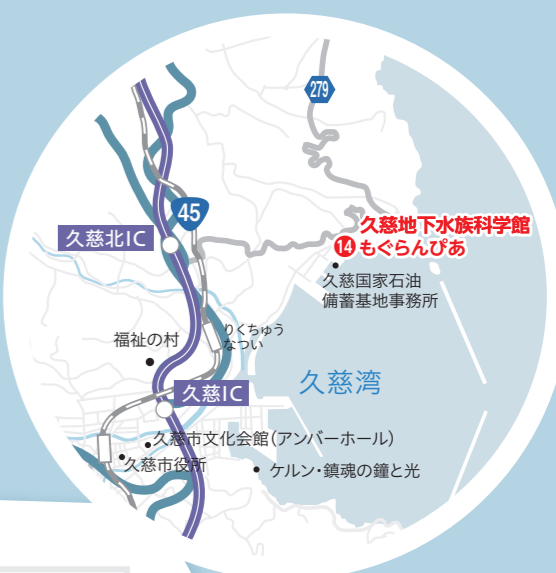 279
45
久慈北IC
久慈地下水族科学館
14 もぐらんぴあ
久慈国家石油
備蓄基地事務所
りくちゅう
なつい
福祉の村
久慈湾
久慈IC
久慈市文化会館(アンバーホール)
久慈市役所
ケルン・鎮魂の鐘と光